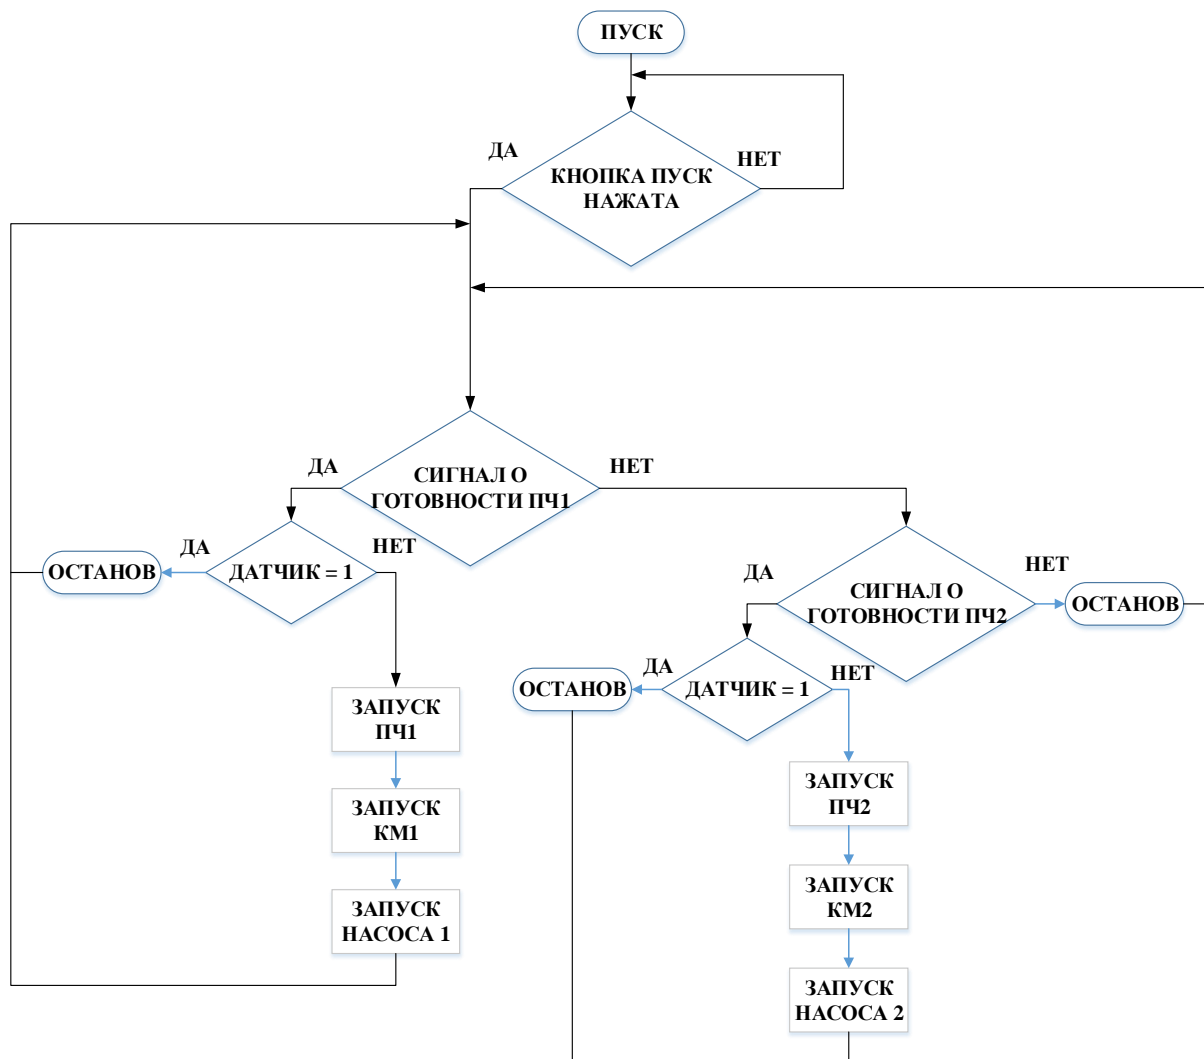 ПУСК
ДА
НЕТ
КНОПКА ПУСК
НАЖАТА
ДА
НЕТ
СИГНАЛ О
ГОТОВНОСТИ ПЧ1
ДА
НЕТ
ОСТАНОВ
ДАТЧИК = 1
ДА
НЕТ
СИГНАЛ О
ГОТОВНОСТИ ПЧ2
ОСТАНОВ
ДА
НЕТ
ОСТАНОВ
ДАТЧИК = 1
ЗАПУСК
ПЧ1
ЗАПУСК
ПЧ2
ЗАПУСК
КМ1
ЗАПУСК
КМ2
ЗАПУСК
НАСОСА 1
ЗАПУСК
НАСОСА 2